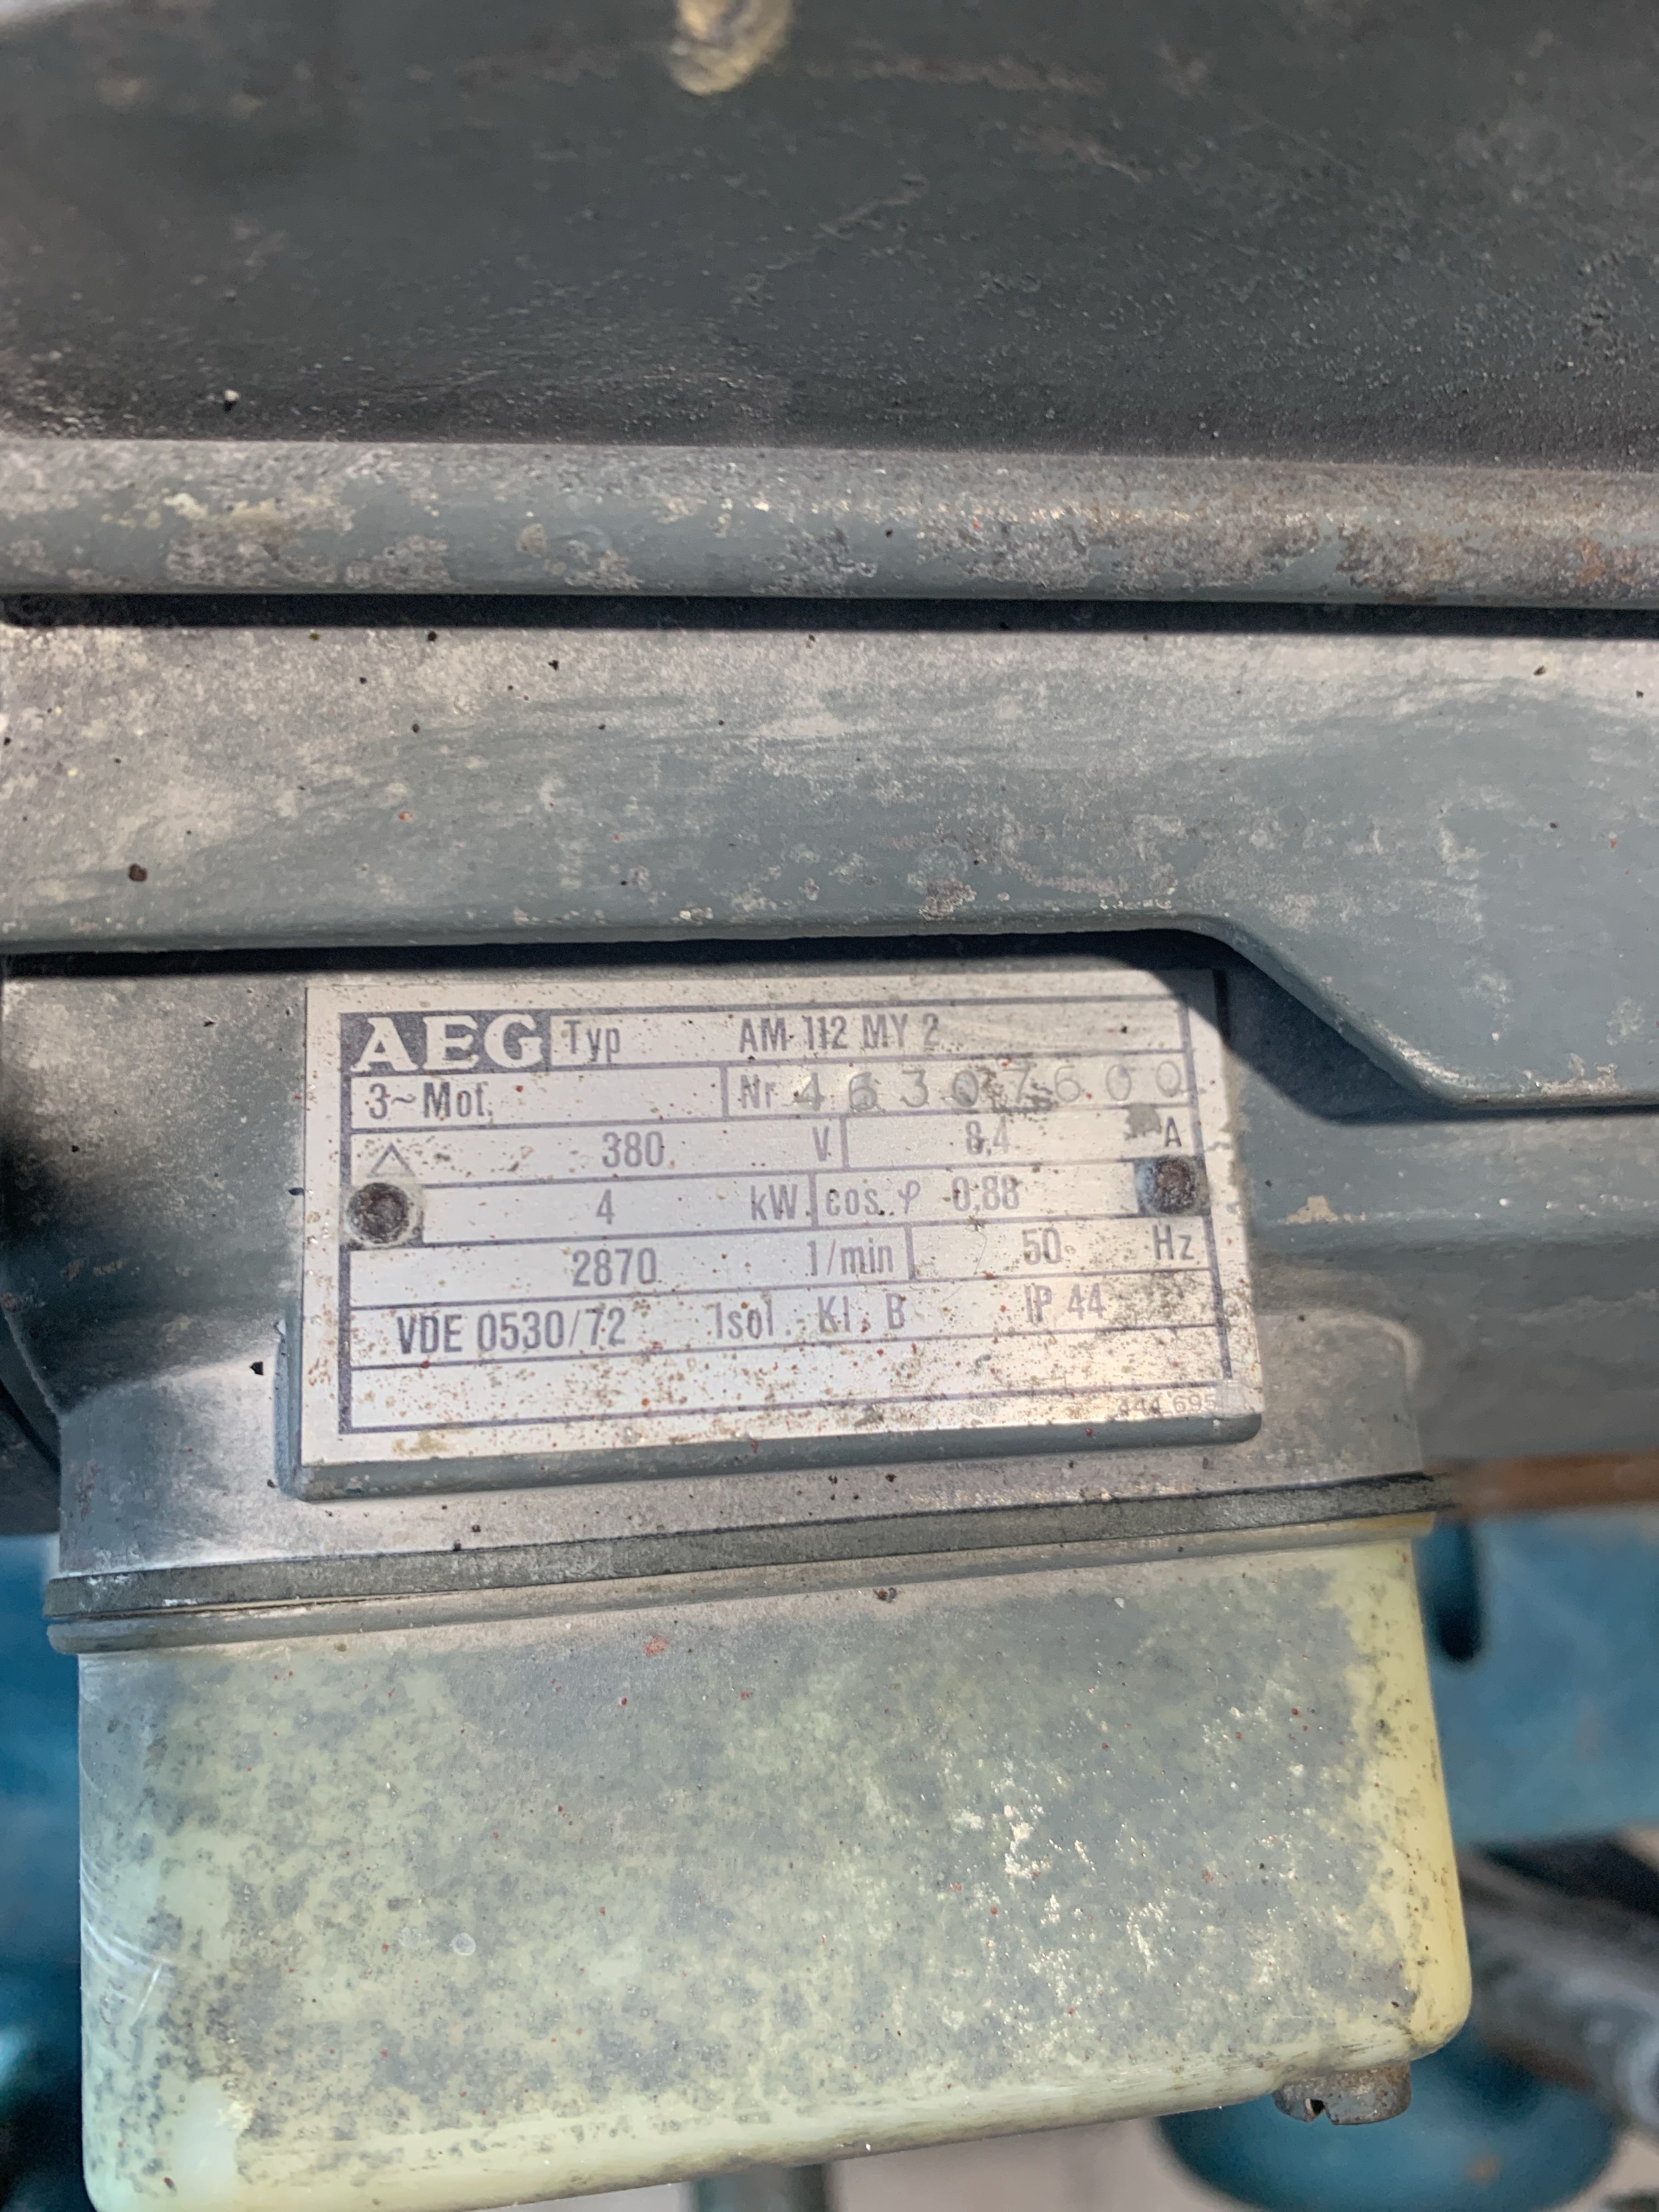 AEG Typ AM 112 MY 2
3~Mot. Nr 46307600
△ 380 V 8,4 A
4 kW cos φ 0,88
2870 1/min 50 Hz
VDE 0530/72 Isol. Kl. B IP 44